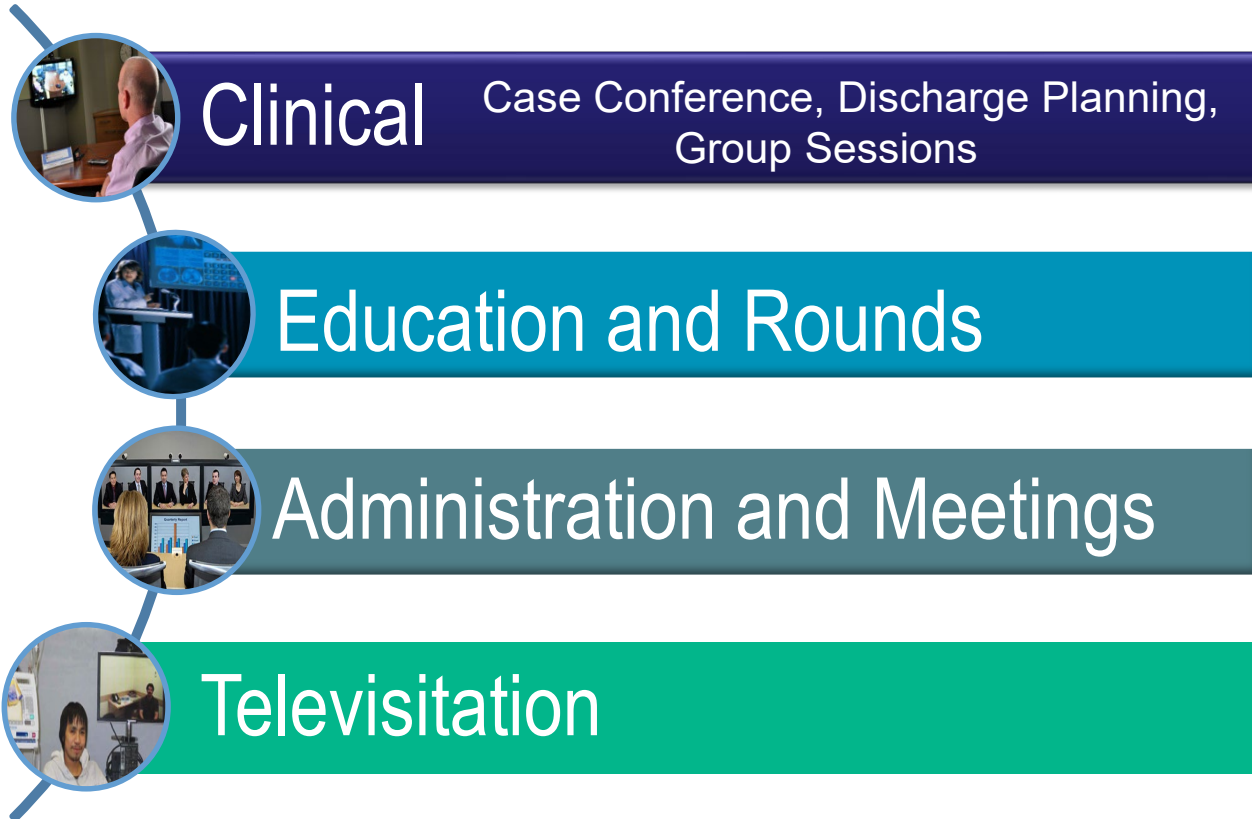 Clinical
Case Conference, Discharge Planning,
Group Sessions
Education and Rounds
Administration and Meetings
Televisitation